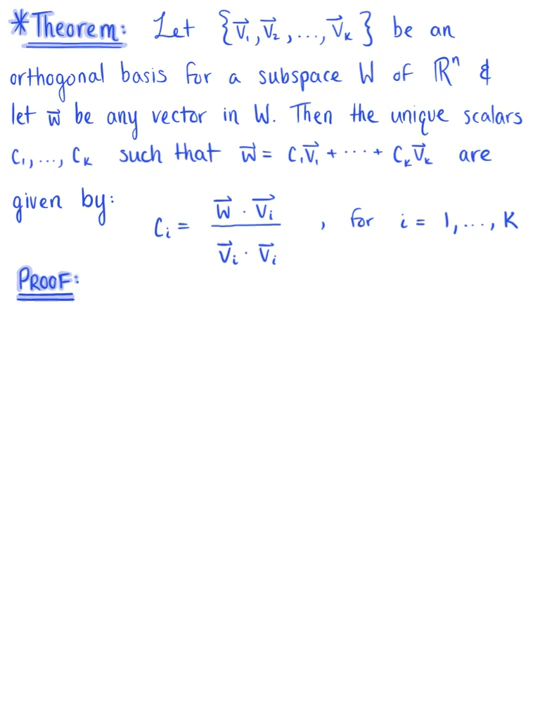 *Theorem: Let {v⃗₁, v⃗₂, ..., v⃗ₖ} be an
orthogonal basis for a subspace W of ℝⁿ &
let w⃗ be any vector in W. Then the unique scalars
c₁, ..., cₖ such that w⃗ = c₁v⃗₁ + ··· + cₖv⃗ₖ are
given by: cᵢ = (w⃗ · v⃗ᵢ) / (v⃗ᵢ · v⃗ᵢ) , for i = 1, ..., k
PROOF: